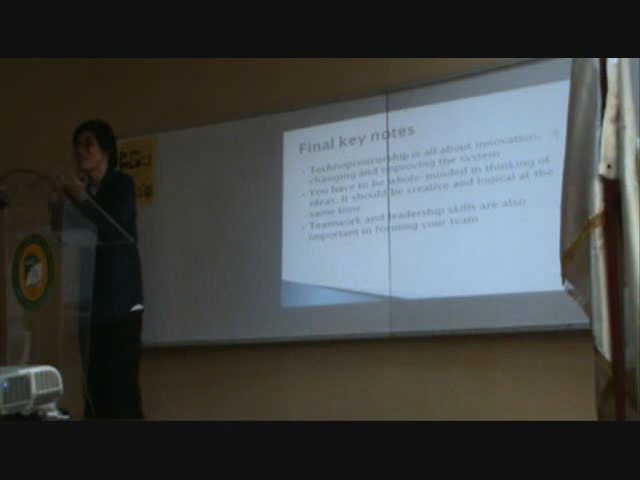 Final key notes
Technopreneurship is all about innovation,
changing and improving the system
You have to be whole-minded in thinking of
ideas. It should be creative and logical at the
same time
Teamwork and leadership skills are also
important in forming your team